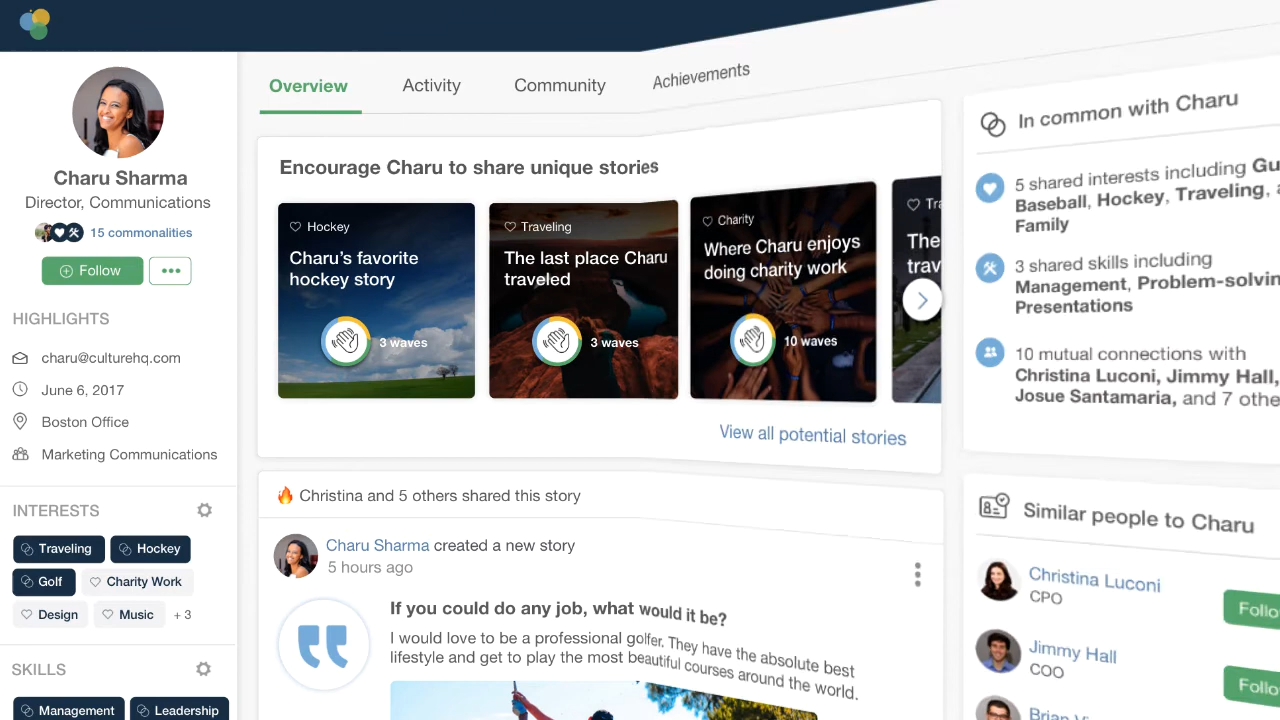 Charu Sharma
Director, Communications
15 commonalities
Follow
HIGHLIGHTS
charu@culturehq.com
June 6, 2017
Boston Office
Marketing Communications
INTERESTS
Traveling
Hockey
Golf
Charity Work
Design
Music
+ 3
SKILLS
Management
Leadership
Overview
Activity
Community
Achievements
Encourage Charu to share unique stories
Hockey
Charu's favorite
hockey story
3 waves
Traveling
The last place Charu
traveled
3 waves
Charity
Where Charu enjoys
doing charity work
10 waves
The
View all potential stories
Christina and 5 others shared this story
Charu Sharma created a new story
5 hours ago
If you could do any job, what would it be?
I would love to be a professional golfer. They have the absolute best
lifestyle and get to play the most beautiful courses around the world.
In common with Charu
5 shared interests including
Baseball, Hockey, Traveling,
Family
3 shared skills including
Management,
Presentations
10 mutual connections with
Christina Luconi, Jimmy Hall,
Josue Santamaria, and 7
Similar people to Charu
Christina Luconi
CPO
Jimmy Hall
COO
Brian